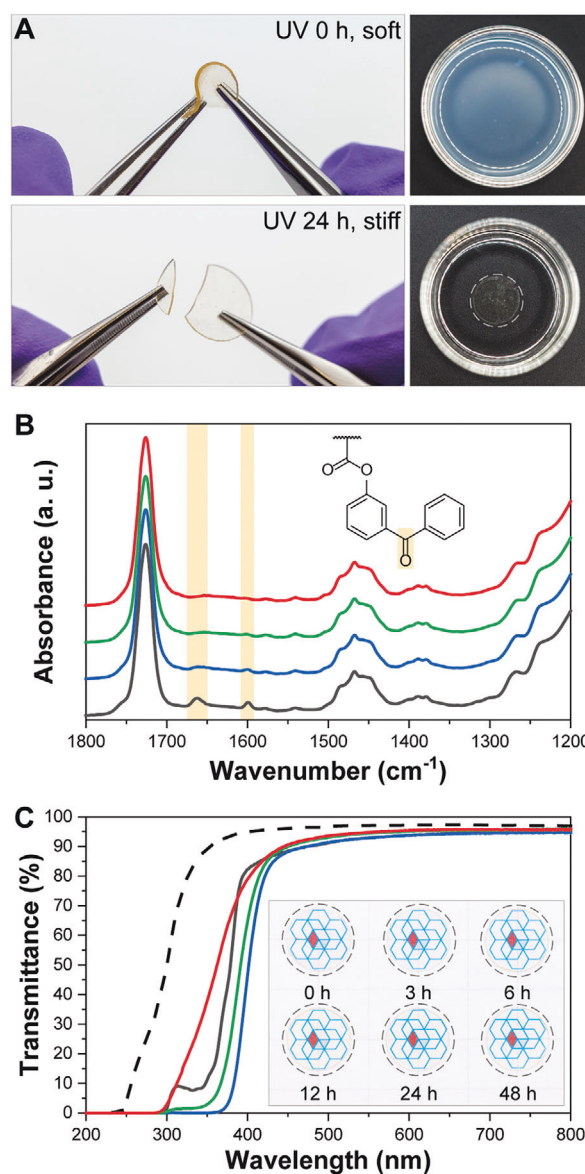 A
UV 0 h, soft
UV 24 h, stiff
B
Absorbance (a. u.)
O
O
O
1800 1700 1600 1500 1400 1300 1200
Wavenumber (cm⁻¹)
C
Transmittance (%)
100
90
80
70
60
50
40
30
20
10
0
0 h 3 h 6 h
12 h 24 h 48 h
200 300 400 500 600 700 800
Wavelength (nm)